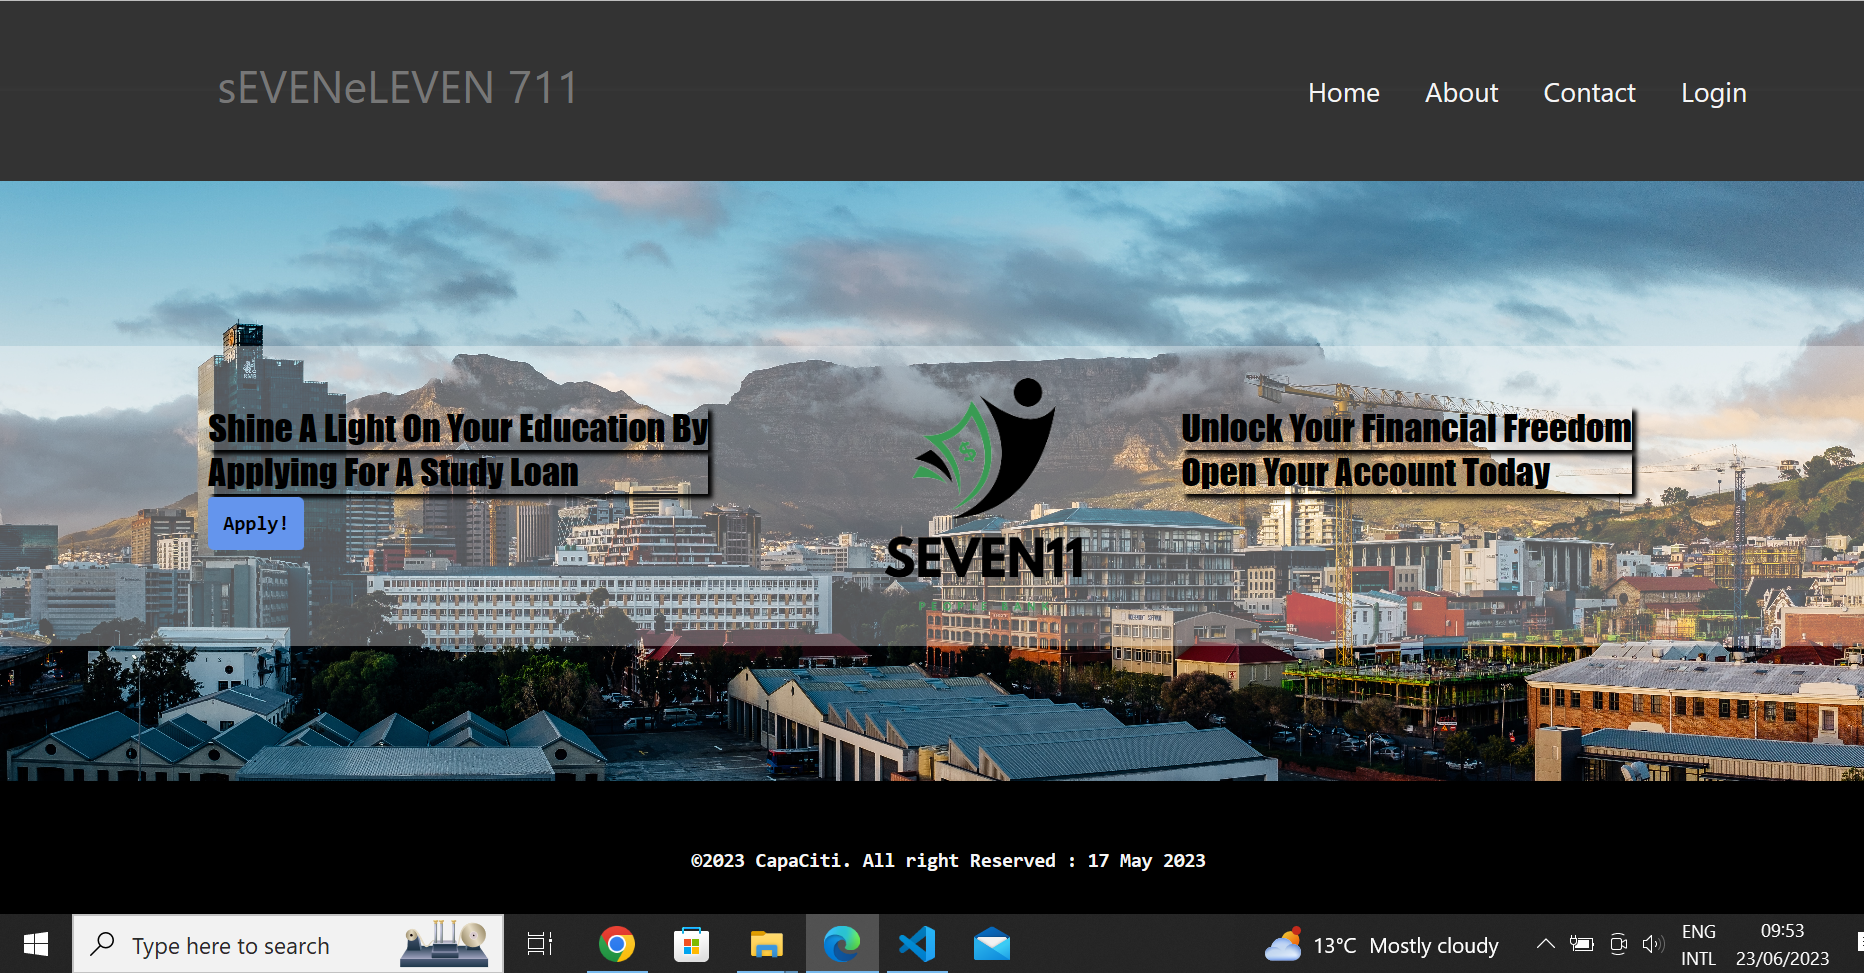 sEVENeLEVEN 711
Home About Contact Login
Shine A Light On Your Education By
Applying For A Study Loan
Apply!
SEVEN11
PEOPLE BANK
Unlock Your Financial Freedom
Open Your Account Today
©2023 CapaCiti. All right Reserved : 17 May 2023
Type here to search
13°C Mostly cloudy
ENG
INTL
09:53
23/06/2023